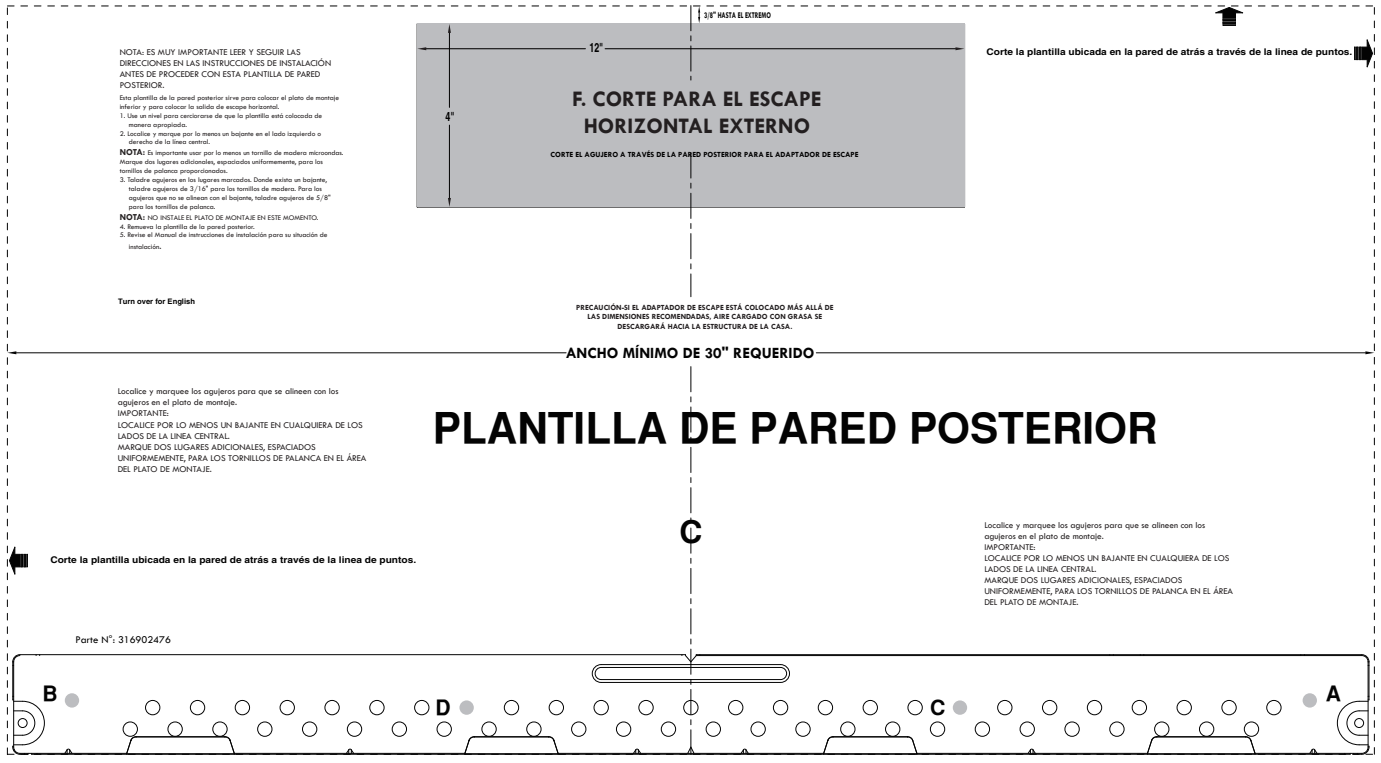 3/8" HASTA EL EXTREMO
NOTA: ES MUY IMPORTANTE LEER Y SEGUIR LAS
DIRECCIONES EN LAS INSTRUCCIONES DE INSTALACIÓN
ANTES DE PROCEDER CON ESTA PLANTILLA DE PARED
POSTERIOR.
Esta plantilla de la pared posterior sirve para colocar el plato de montaje
inferior y para colocar la salida de escape horizontal.
1. Use un nivel para cerciorarse de que la plantilla está colocada de
manera apropiada.
2. Localice y marque por lo menos un bajante en el lado izquierdo o
derecho de la línea central.
NOTA: Es importante usar por lo menos un tornillo de madera microondas.
Marque dos lugares adicionales, espaciados uniformemente, para los
tornillos de palanca proporcionados.
3. Taladre agujeros en los lugares marcados. Donde exista un bajante,
taladre agujeros de 3/16" para los tornillos de madera. Para los
agujeros que no se alinean con el bajante, taladre agujeros de 5/8"
para los tornillos de palanca.
NOTA: NO INSTALE EL PLATO DE MONTAJE EN ESTE MOMENTO.
4. Remueva la plantilla de la pared posterior.
5. Revise el Manual de instrucciones de instalación para su situación de
instalación.
Turn over for English
12"
4"
F. CORTE PARA EL ESCAPE
HORIZONTAL EXTERNO
CORTE EL AGUJERO A TRAVÉS DE LA PARED POSTERIOR PARA EL ADAPTADOR DE ESCAPE
Corte la plantilla ubicada en la pared de atrás a través de la linea de puntos.
PRECAUCIÓN-SI EL ADAPTADOR DE ESCAPE ESTÁ COLOCADO MÁS ALLÁ DE
LAS DIMENSIONES RECOMENDADAS, AIRE CARGADO CON GRASA SE
DESCARGARÁ HACIA LA ESTRUCTURA DE LA CASA.
ANCHO MÍNIMO DE 30" REQUERIDO
Localice y marquee los agujeros para que se alineen con los
agujeros en el plato de montaje.
IMPORTANTE:
LOCALICE POR LO MENOS UN BAJANTE EN CUALQUIERA DE LOS
LADOS DE LA LINEA CENTRAL.
MARQUE DOS LUGARES ADICIONALES, ESPACIADOS
UNIFORMEMENTE, PARA LOS TORNILLOS DE PALANCA EN EL ÁREA
DEL PLATO DE MONTAJE.
PLANTILLA DE PARED POSTERIOR
C
Localice y marquee los agujeros para que se alineen con los
agujeros en el plato de montaje.
IMPORTANTE:
LOCALICE POR LO MENOS UN BAJANTE EN CUALQUIERA DE LOS
LADOS DE LA LINEA CENTRAL.
MARQUE DOS LUGARES ADICIONALES, ESPACIADOS
UNIFORMEMENTE, PARA LOS TORNILLOS DE PALANCA EN EL ÁREA
DEL PLATO DE MONTAJE.
Corte la plantilla ubicada en la pared de atrás a través de la linea de puntos.
Parte N°: 316902476
B
D
C
A